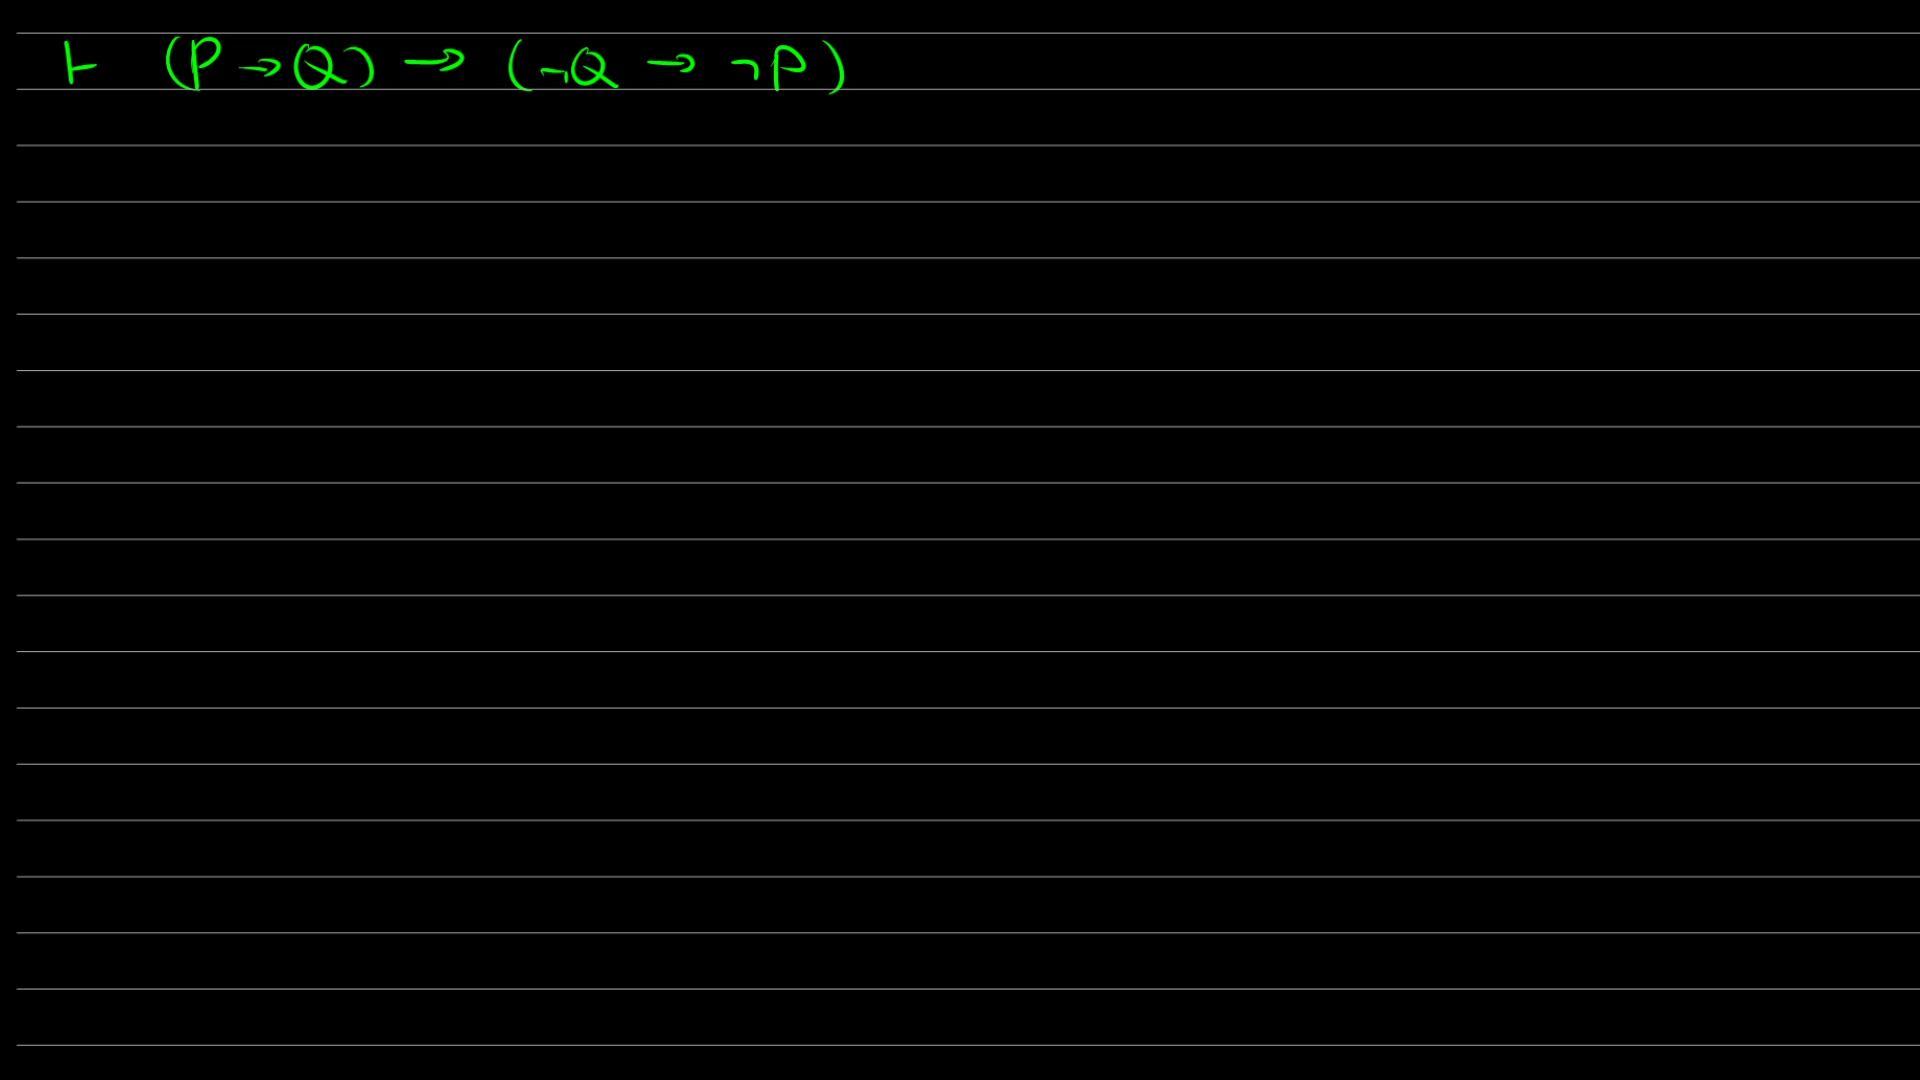 ⊢ (P → Q) → (¬Q → ¬P)